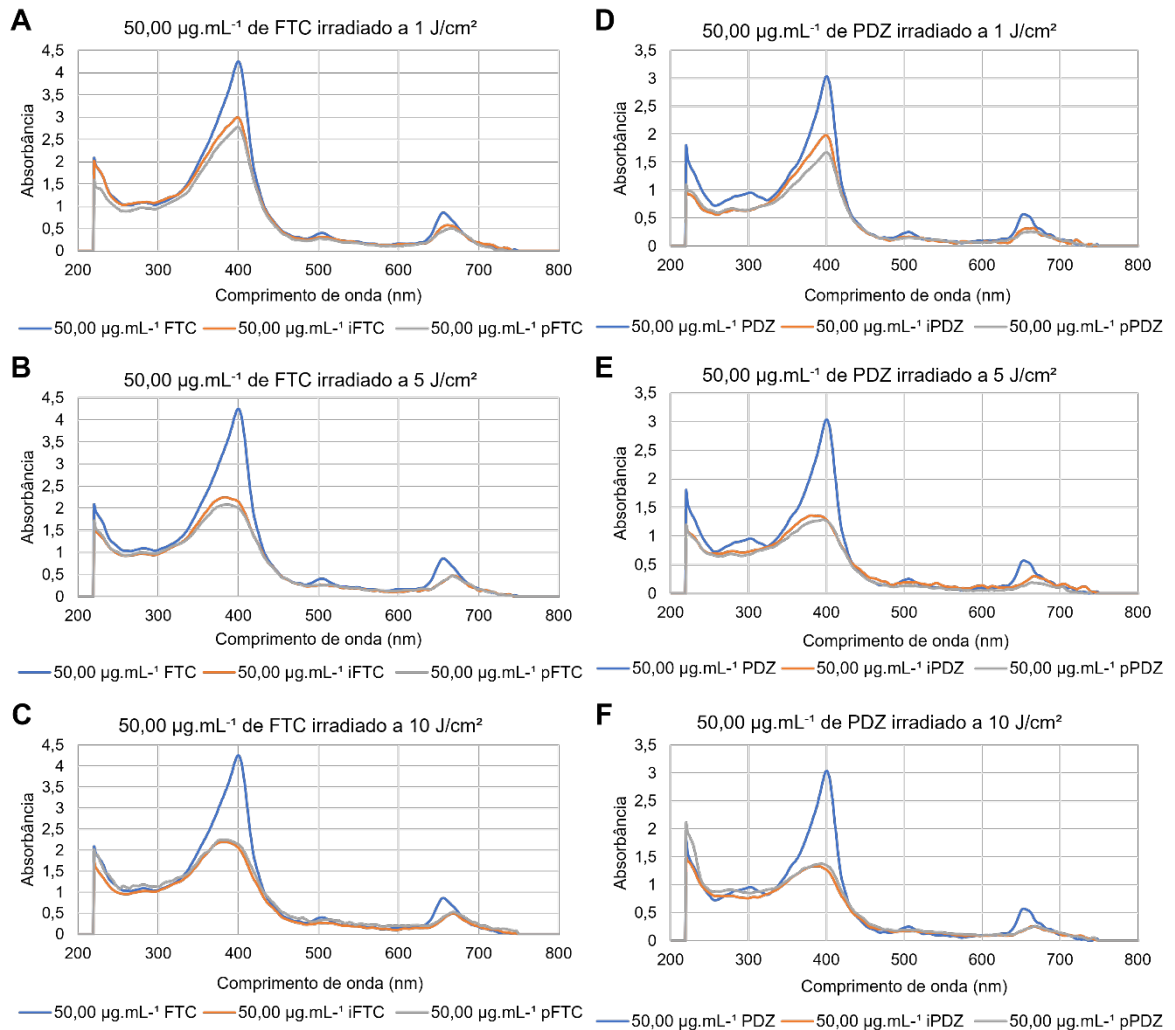 A
50,00 µg.mL⁻¹ de FTC irradiado a 1 J/cm²
4,5
4
3,5
3
2,5
2
1,5
1
0,5
0
Absorbância
200 300 400 500 600 700 800
Comprimento de onda (nm)
50,00 µg.mL-¹ FTC 50,00 µg.mL-¹ iFTC 50,00 µg.mL-¹ pFTC
B
50,00 µg.mL⁻¹ de FTC irradiado a 5 J/cm²
4,5
4
3,5
3
2,5
2
1,5
1
0,5
0
Absorbância
200 300 400 500 600 700 800
Comprimento de onda (nm)
50,00 µg.mL-¹ FTC 50,00 µg.mL-¹ iFTC 50,00 µg.mL-¹ pFTC
C
50,00 µg.mL⁻¹ de FTC irradiado a 10 J/cm²
4,5
4
3,5
3
2,5
2
1,5
1
0,5
0
Absorbância
200 300 400 500 600 700 800
Comprimento de onda (nm)
50,00 µg.mL-¹ FTC 50,00 µg.mL-¹ iFTC 50,00 µg.mL-¹ pFTC
D
50,00 µg.mL⁻¹ de PDZ irradiado a 1 J/cm²
3,5
3
2,5
2
1,5
1
0,5
0
Absorbância
200 300 400 500 600 700 800
Comprimento de onda (nm)
50,00 µg.mL-¹ PDZ 50,00 µg.mL-¹ iPDZ 50,00 µg.mL-¹ pPDZ
E
50,00 µg.mL⁻¹ de PDZ irradiado a 5 J/cm²
3,5
3
2,5
2
1,5
1
0,5
0
Absorbância
200 300 400 500 600 700 800
Comprimento de onda (nm)
50,00 µg.mL-¹ PDZ 50,00 µg.mL-¹ iPDZ 50,00 µg.mL-¹ pPDZ
F
50,00 µg.mL⁻¹ de PDZ irradiado a 10 J/cm²
3,5
3
2,5
2
1,5
1
0,5
0
Absorbância
200 300 400 500 600 700 800
Comprimento de onda (nm)
50,00 µg.mL-¹ PDZ 50,00 µg.mL-¹ iPDZ 50,00 µg.mL-¹ pPDZ